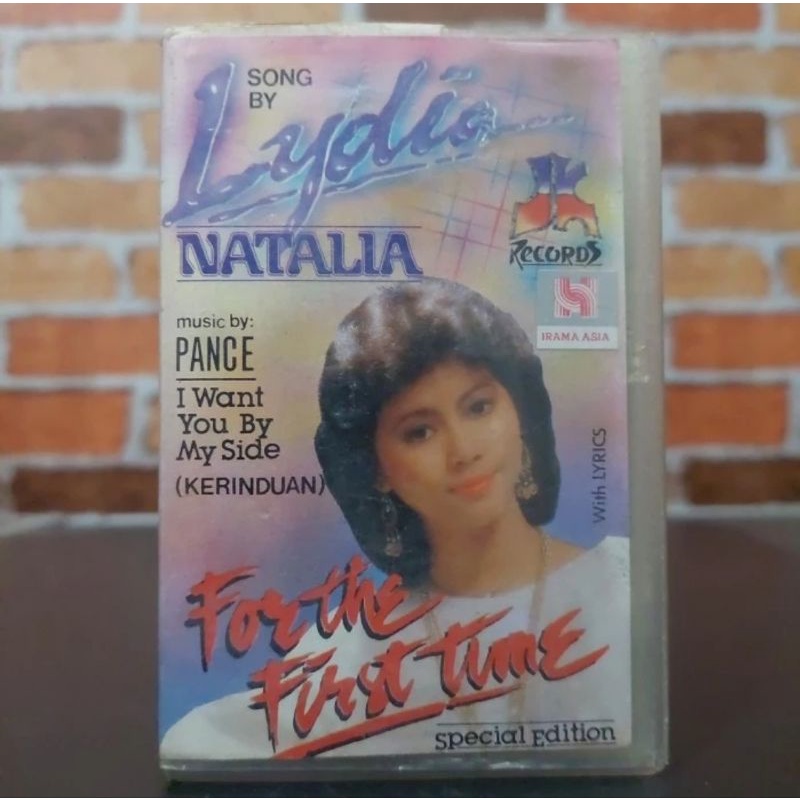 SONG
BY
Lydia
NATALIA
JK
RECORDS
IRAMA ASIA
music by:
PANCE
I Want
You By
My Side
(KERINDUAN)
With LYRICS
For the
First time
special Edition